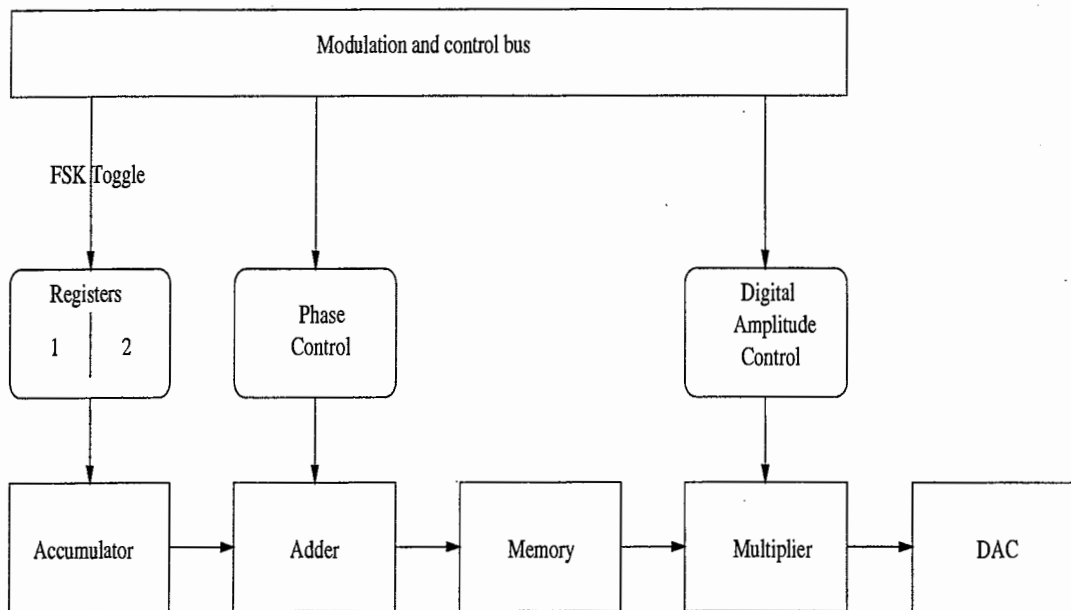 Modulation and control bus
FSK Toggle
Registers
1 2
Phase
Control
Digital
Amplitude
Control
Accumulator
Adder
Memory
Multiplier
DAC